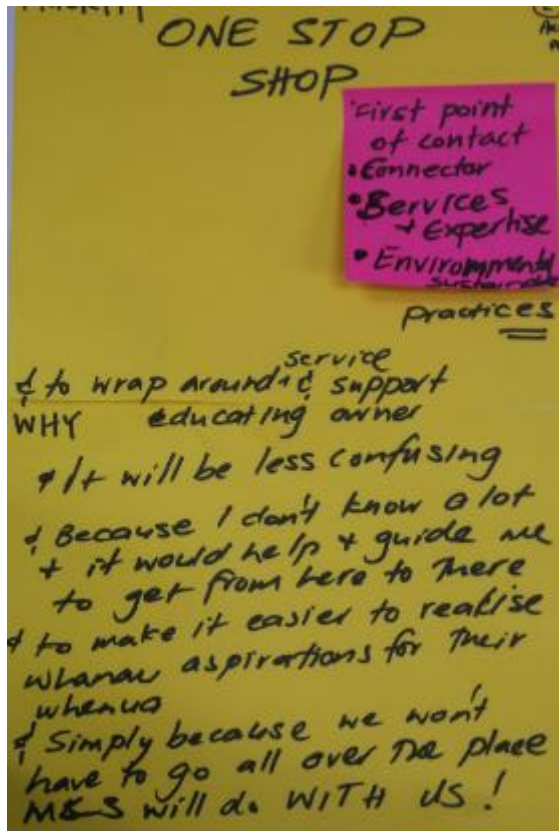 ONE STOP
SHOP
First point
of contact
• Connector
• Services
+ Expertise
• Environmental
sustainable
practices
service
& to wrap around & support
WHY educating owner
& It will be less confusing
& Because I don't know a lot
+ it would help + guide me
to get from here to there
& to make it easier to realise
whanau aspirations for their
whenua
& Simply because we won't
have to go all over the place
M&S will do WITH US!